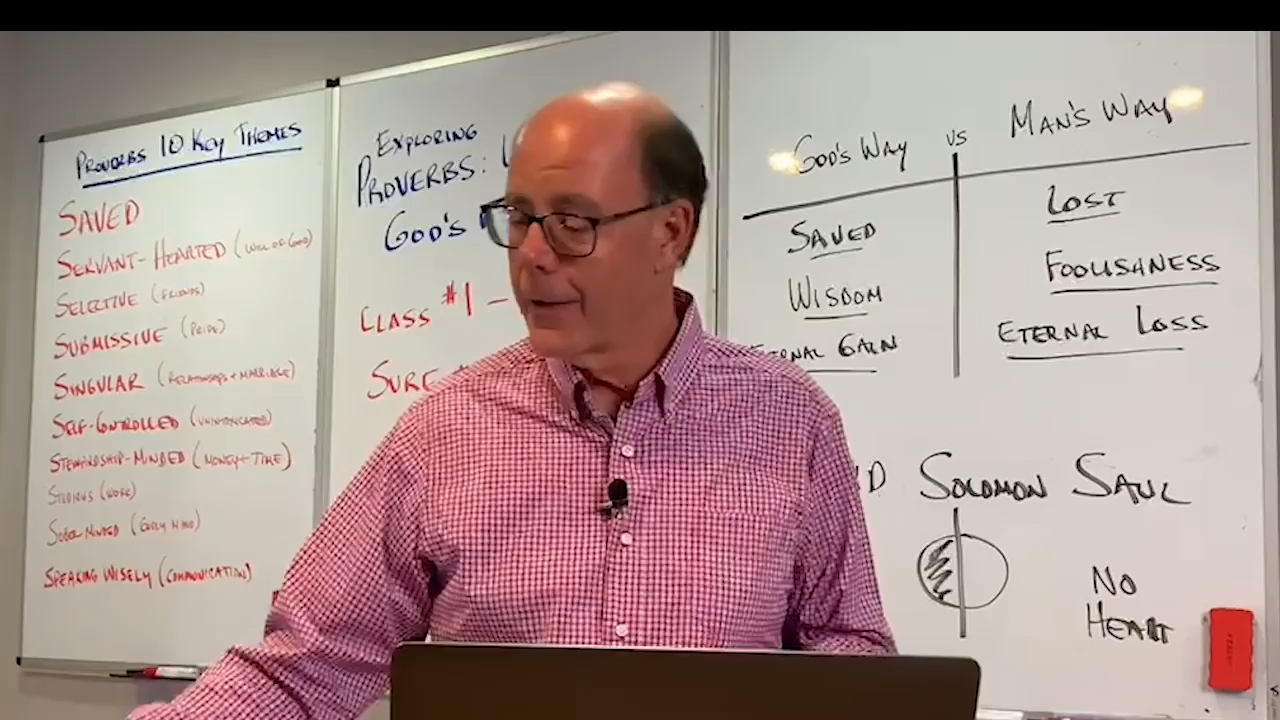 PROVERBS 10 KEY THEMES
SAVED
SERVANT-HEARTED (WILL OF GOD)
SELECTIVE (FRIENDS)
SUBMISSIVE (PRIDE)
SINGULAR (RELATIONSHIPS + MARRIAGE)
SELF-CONTROLLED (UNINTOXICATED)
STEWARDSHIP-MINDED (MONEY + TIME)
STUDIOUS (WORK)
SOBER MINDED (GODLY MIND)
SPEAKING WISELY (COMMUNICATION)
EXPLORING
PROVERBS:
GOD'S
CLASS #1 -
SURE
GOD'S WAY VS MAN'S WAY
SAVED LOST
WISDOM FOOLISHNESS
GAIN ETERNAL LOSS
SOLOMON SAUL
NO
HEART